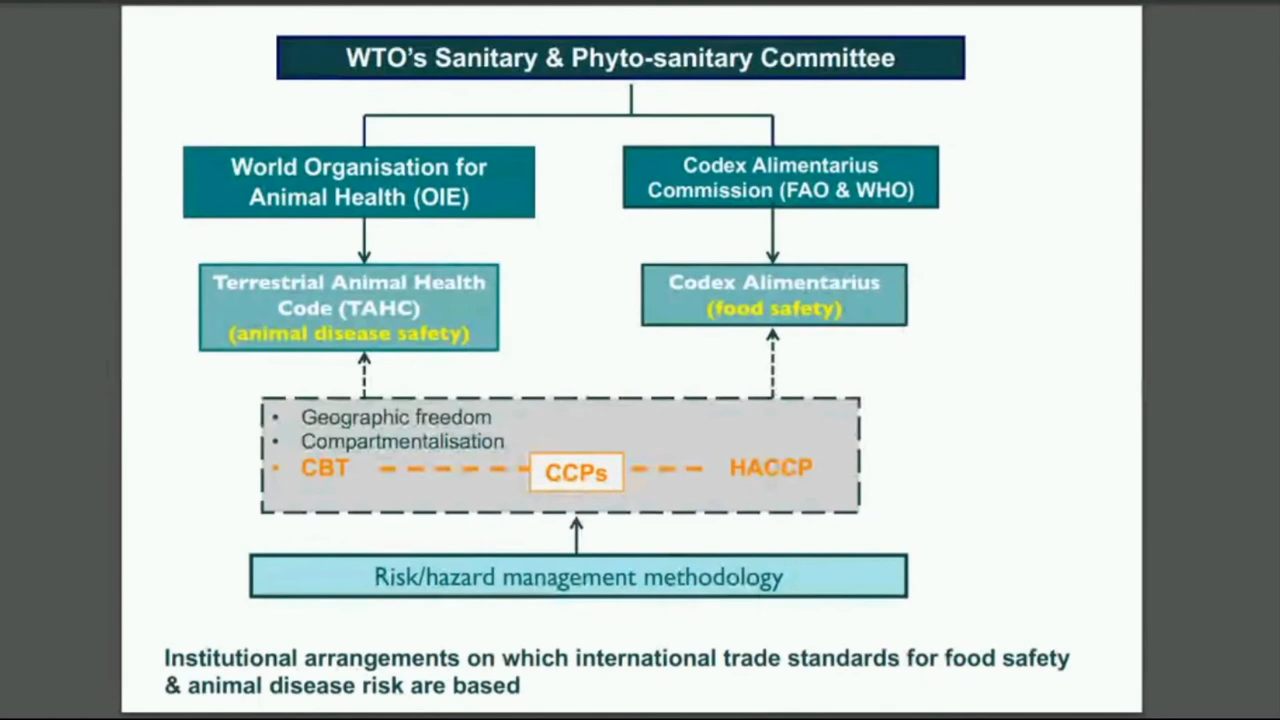 WTO’s Sanitary & Phyto-sanitary Committee
World Organisation for
Animal Health (OIE)
Codex Alimentarius
Commission (FAO & WHO)
Terrestrial Animal Health
Code (TAHC)
(animal disease safety)
Codex Alimentarius
(food safety)
• Geographic freedom
• Compartmentalisation
• CBT
CCPs
HACCP
Risk/hazard management methodology
Institutional arrangements on which international trade standards for food safety
& animal disease risk are based